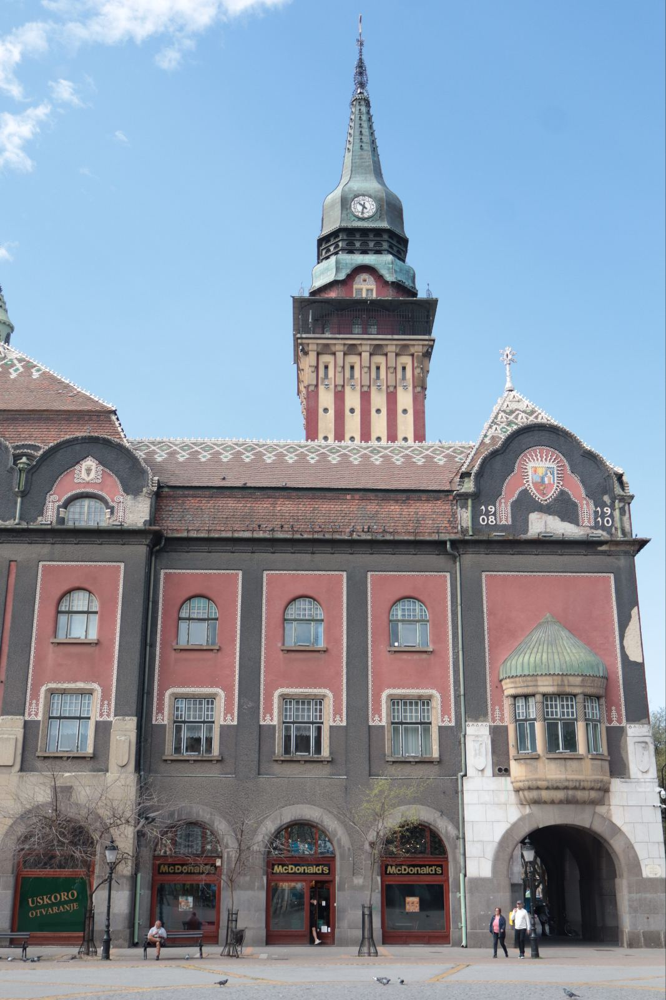 19 19
08 10
McDonald's
McDonald's
McDonald's
USKORO
OTVARANJE